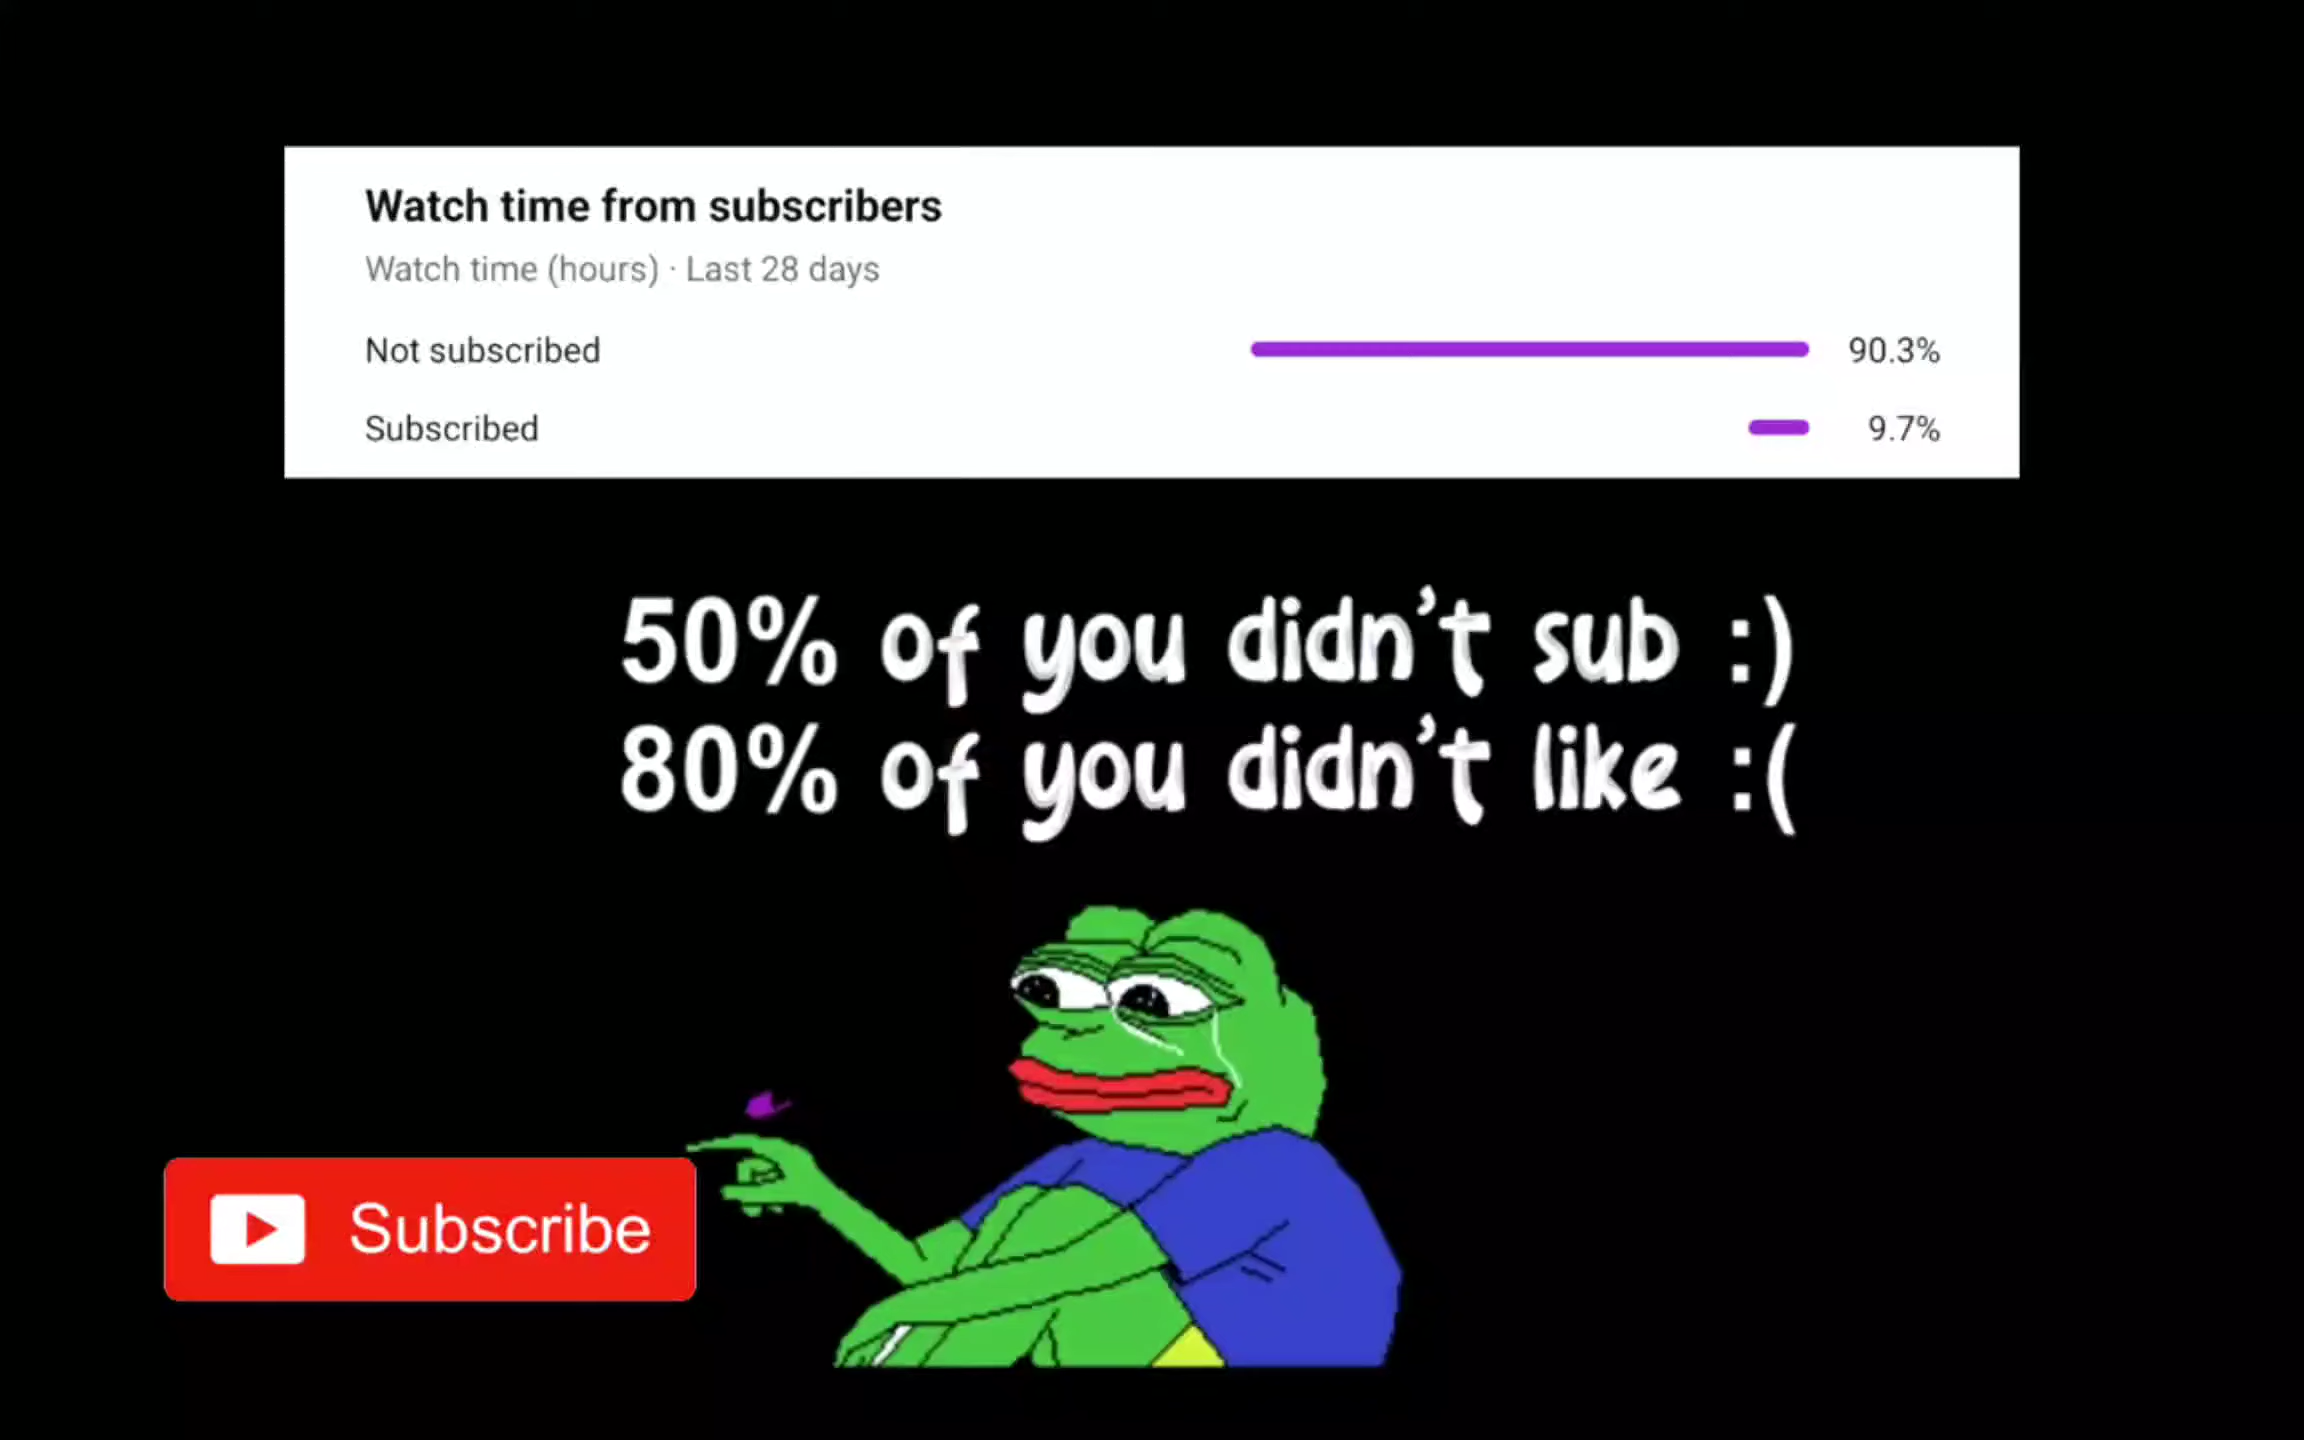 Watch time from subscribers
Watch time (hours) · Last 28 days
Not subscribed 90.3%
Subscribed 9.7%
50% of you didn't sub :)
80% of you didn't like :(
Subscribe